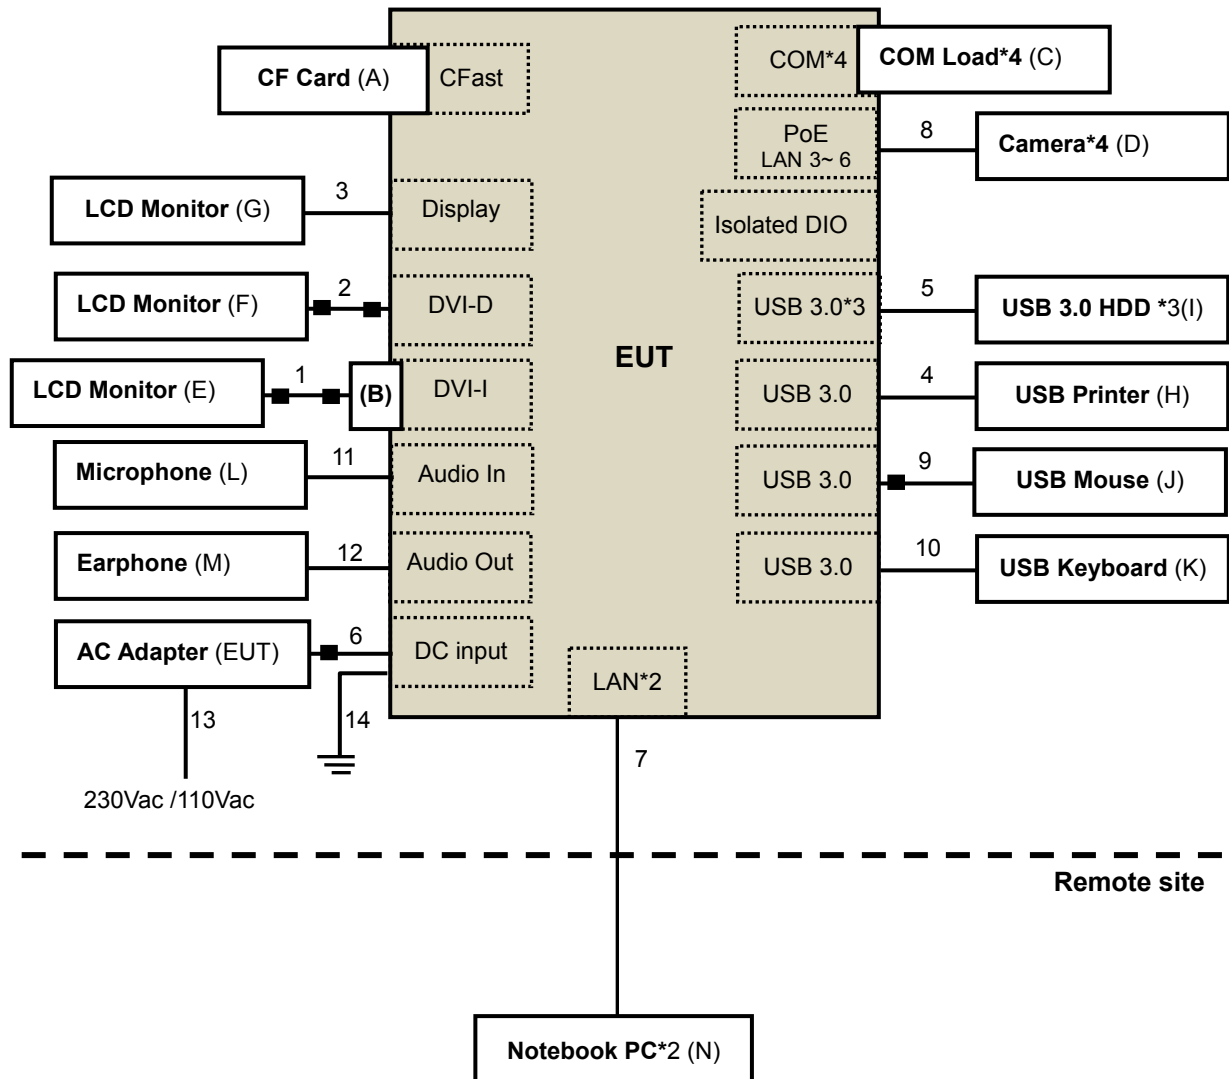 CF Card (A)
CFast
COM*4
COM Load*4 (C)
PoE
LAN 3~ 6
8
Camera*4 (D)
LCD Monitor (G)
3
Display
Isolated DIO
LCD Monitor (F)
2
DVI-D
USB 3.0*3
5
USB 3.0 HDD *3(I)
EUT
LCD Monitor (E)
1
(B)
DVI-I
USB 3.0
4
USB Printer (H)
Microphone (L)
11
Audio In
USB 3.0
9
USB Mouse (J)
Earphone (M)
12
Audio Out
USB 3.0
10
USB Keyboard (K)
AC Adapter (EUT)
6
DC input
LAN*2
13
14
7
230Vac /110Vac
Remote site
Notebook PC*2 (N)